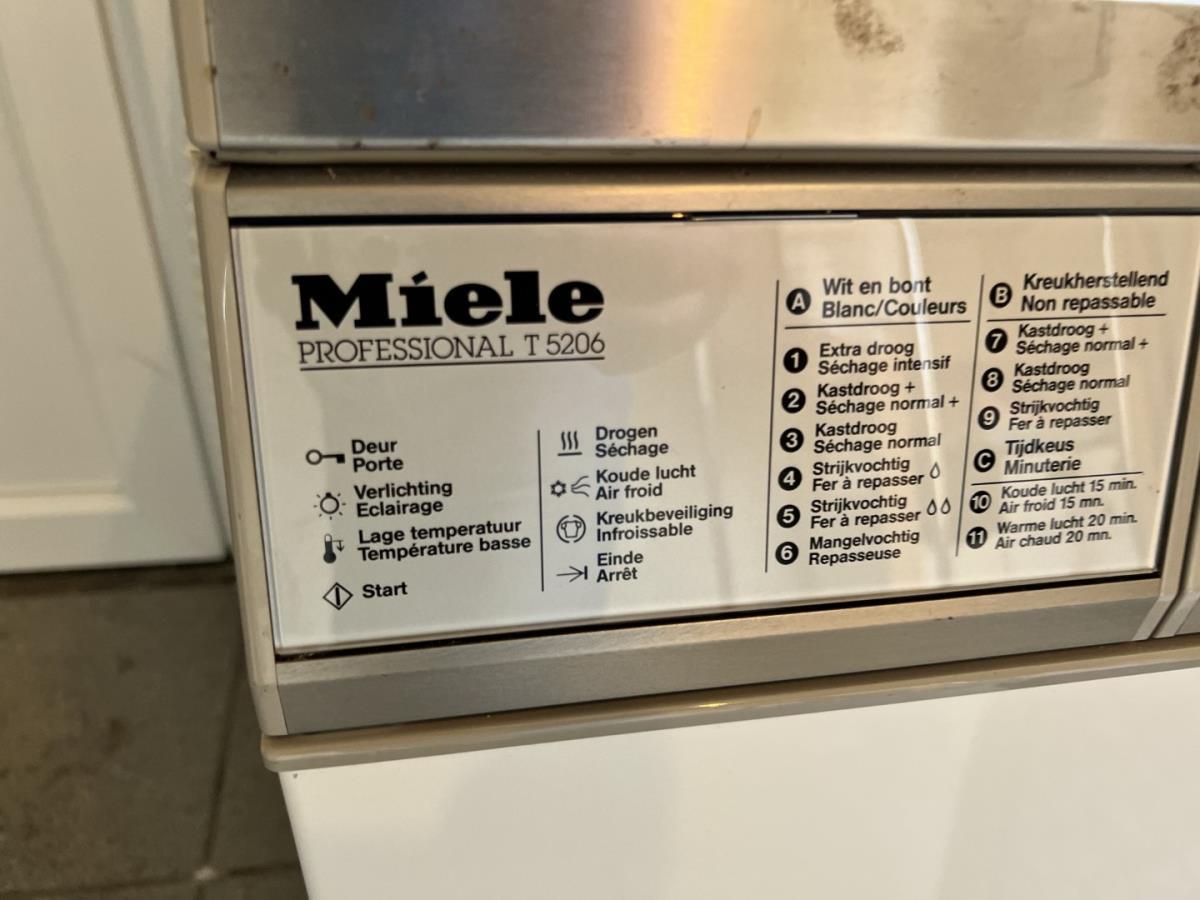 Miele
PROFESSIONAL T 5206
Deur
Porte
Verlichting
Eclairage
Lage temperatuur
Température basse
Start
Drogen
Séchage
Koude lucht
Air froid
Kreukbeveiliging
Infroissable
Einde
Arrêt
A Wit en bont
Blanc/Couleurs
1 Extra droog
Séchage intensif
2 Kastdroog +
Séchage normal +
3 Kastdroog
Séchage normal
4 Strijkvochtig
Fer à repasser
5 Strijkvochtig
Fer à repasser
6 Mangelvochtig
Repasseuse
B Kreukherstellend
Non repassable
7 Kastdroog +
Séchage normal +
8 Kastdroog
Séchage normal
9 Strijkvochtig
Fer à repasser
C Tijdkeus
Minuterie
10 Koude lucht 15 min.
Air froid 15 mn.
11 Warme lucht 20 min.
Air chaud 20 mn.